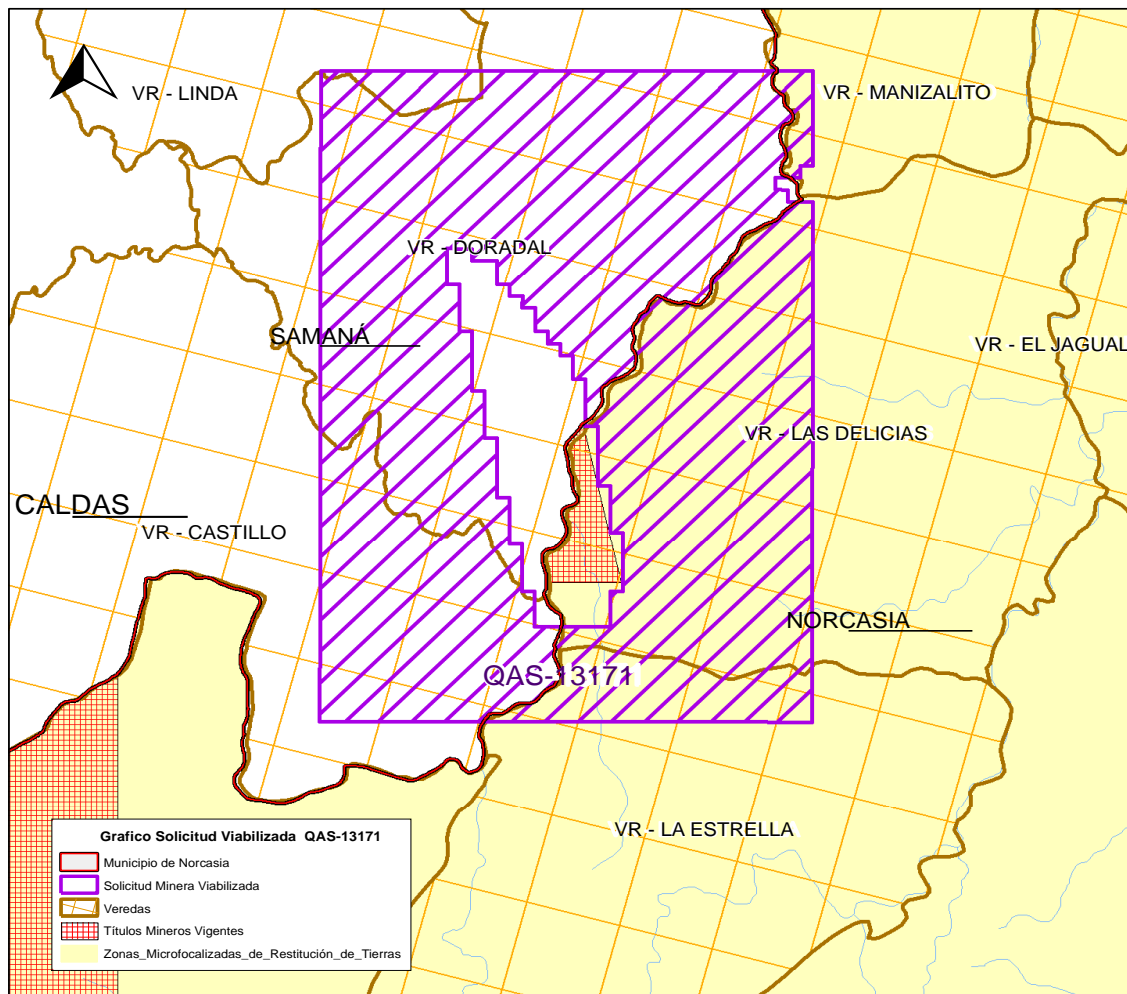 VR - LINDA
VR - MANIZALITO
VR - DORADAL
SAMANÁ
VR - EL JAGUAL
VR - LAS DELICIAS
CALDAS
VR - CASTILLO
NORCASIA
QAS-13171
VR - LA ESTRELLA
Grafico Solicitud Viabilizada QAS-13171
Municipio de Norcasia
Solicitud Minera Viabilizada
Veredas
Títulos Mineros Vigentes
Zonas_Microfocalizadas_de_Restitución_de_Tierras